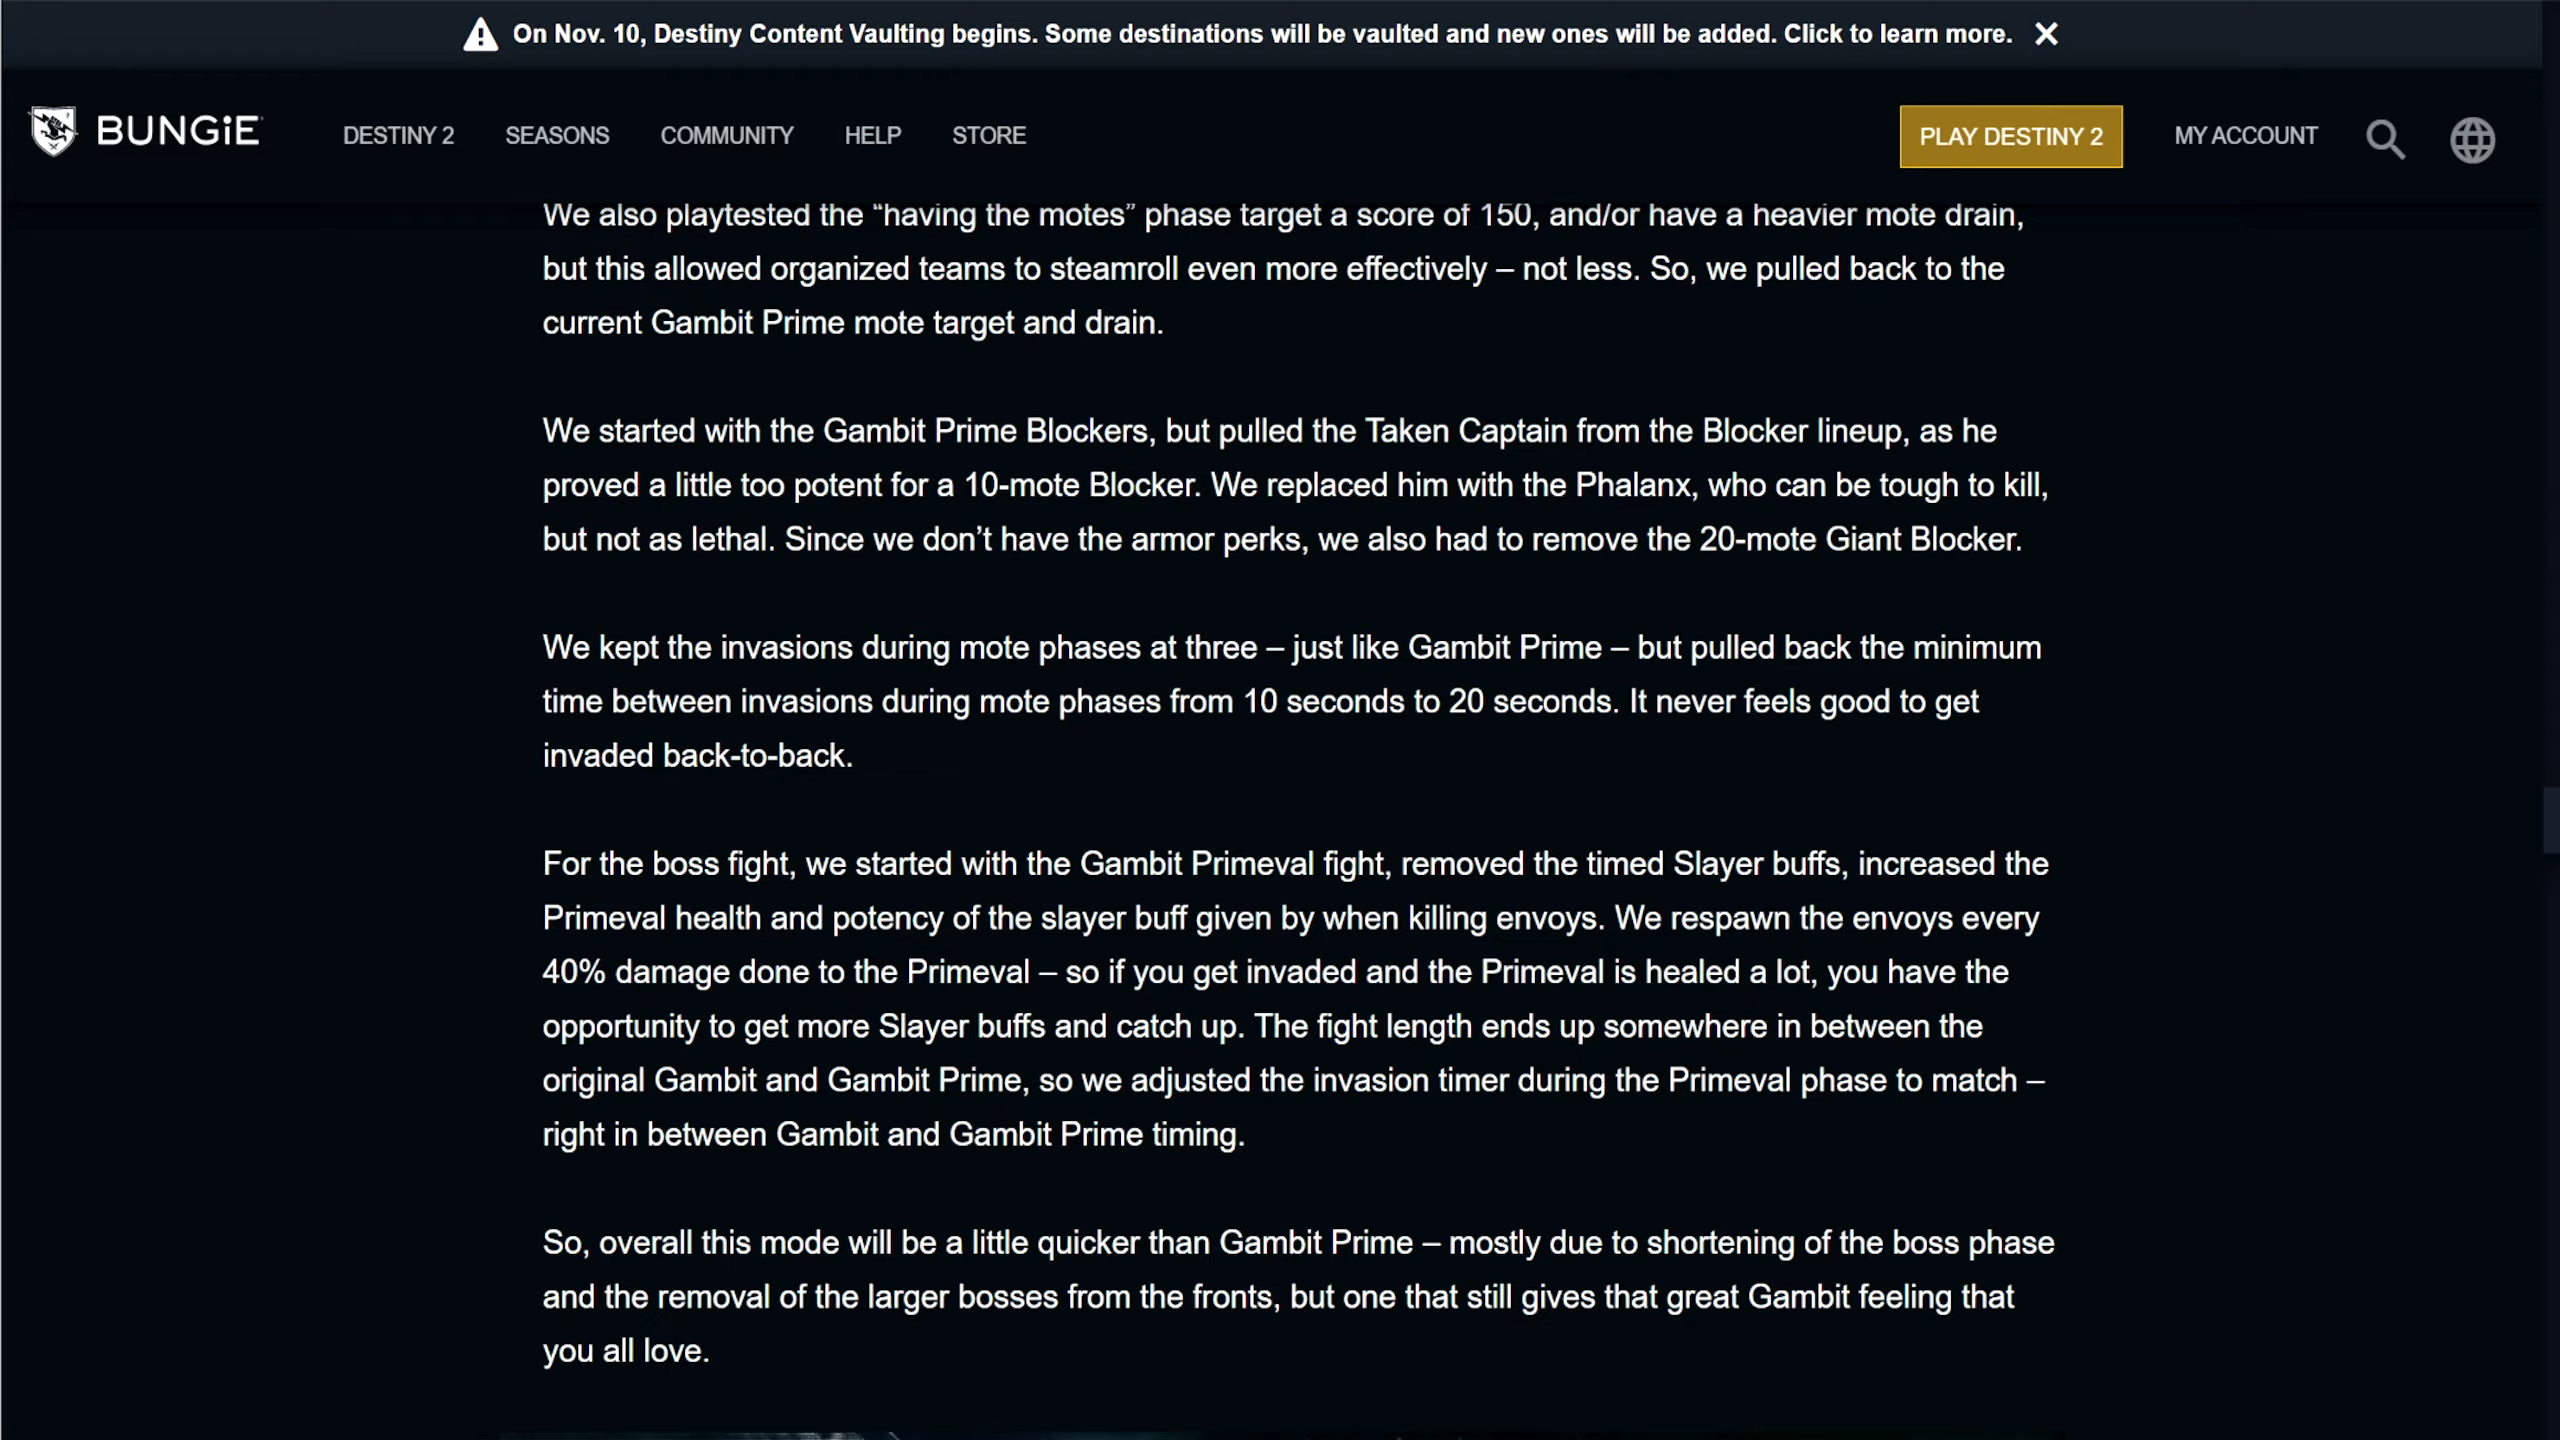 On Nov. 10, Destiny Content Vaulting begins. Some destinations will be vaulted and new ones will be added. Click to learn more.
BUNGiE DESTINY 2 SEASONS COMMUNITY HELP STORE PLAY DESTINY 2 MY ACCOUNT
We also playtested the “having the motes” phase target a score of 150, and/or have a heavier mote drain,
but this allowed organized teams to steamroll even more effectively – not less. So, we pulled back to the
current Gambit Prime mote target and drain.
We started with the Gambit Prime Blockers, but pulled the Taken Captain from the Blocker lineup, as he
proved a little too potent for a 10-mote Blocker. We replaced him with the Phalanx, who can be tough to kill,
but not as lethal. Since we don’t have the armor perks, we also had to remove the 20-mote Giant Blocker.
We kept the invasions during mote phases at three – just like Gambit Prime – but pulled back the minimum
time between invasions during mote phases from 10 seconds to 20 seconds. It never feels good to get
invaded back-to-back.
For the boss fight, we started with the Gambit Primeval fight, removed the timed Slayer buffs, increased the
Primeval health and potency of the slayer buff given by when killing envoys. We respawn the envoys every
40% damage done to the Primeval – so if you get invaded and the Primeval is healed a lot, you have the
opportunity to get more Slayer buffs and catch up. The fight length ends up somewhere in between the
original Gambit and Gambit Prime, so we adjusted the invasion timer during the Primeval phase to match –
right in between Gambit and Gambit Prime timing.
So, overall this mode will be a little quicker than Gambit Prime – mostly due to shortening of the boss phase
and the removal of the larger bosses from the fronts, but one that still gives that great Gambit feeling that
you all love.